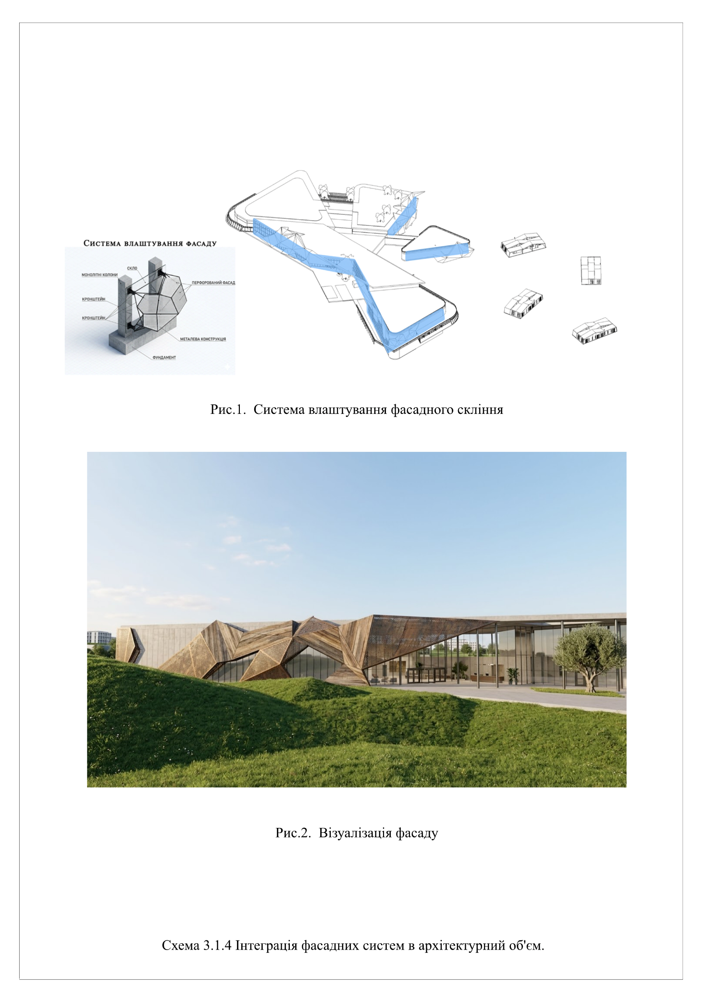 Система влаштування фасаду
СКЛО
МОНОЛІТНІ КОЛОНИ
ПЕРФОРОВАНИЙ ФАСАД
КРОНШТЕЙН
КРОНШТЕЙН
МЕТАЛЕВА КОНСТРУКЦІЯ
ФУНДАМЕНТ
Рис.1. Система влаштування фасадного скління
Рис.2. Візуалізація фасаду
Схема 3.1.4 Інтеграція фасадних систем в архітектурний об'єм.